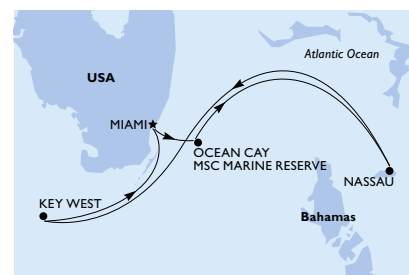 Atlantic Ocean
USA
MIAMI
OCEAN CAY
MSC MARINE RESERVE
NASSAU
KEY WEST
Bahamas